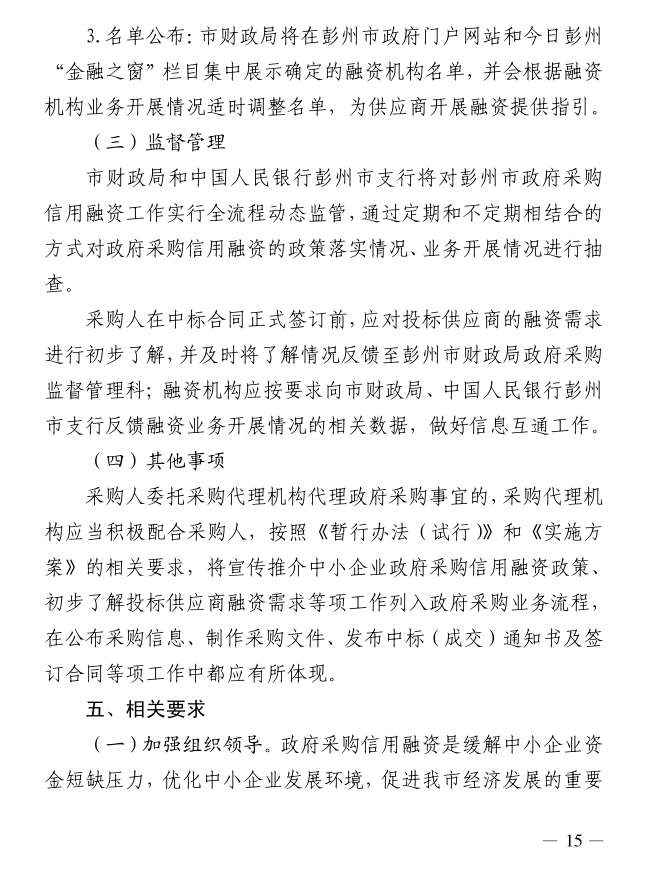 3. 名单公布：市财政局将在彭州市政府门户网站和今日彭州
“金融之窗”栏目集中展示确定的融资机构名单，并会根据融资
机构业务开展情况适时调整名单，为供应商开展融资提供指引。
（三）监督管理
市财政局和中国人民银行彭州市支行将对彭州市政府采购
信用融资工作实行全流程动态监管，通过定期和不定期相结合的
方式对政府采购信用融资的政策落实情况、业务开展情况进行抽
查。
采购人在中标合同正式签订前，应对投标供应商的融资需求
进行初步了解，并及时将了解情况反馈至彭州市财政局政府采购
监督管理科；融资机构应按要求向市财政局、中国人民银行彭州
市支行反馈融资业务开展情况的相关数据，做好信息互通工作。
（四）其他事项
采购人委托采购代理机构代理政府采购事宜的，采购代理机
构应当积极配合采购人，按照《暂行办法（试行）》和《实施方
案》的相关要求，将宣传推介中小企业政府采购信用融资政策、
初步了解投标供应商融资需求等项工作列入政府采购业务流程，
在公布采购信息、制作采购文件、发布中标（成交）通知书及签
订合同等项工作中都应有所体现。
五、相关要求
（一）加强组织领导。政府采购信用融资是缓解中小企业资
金短缺压力，优化中小企业发展环境，促进我市经济发展的重要
— 15 —